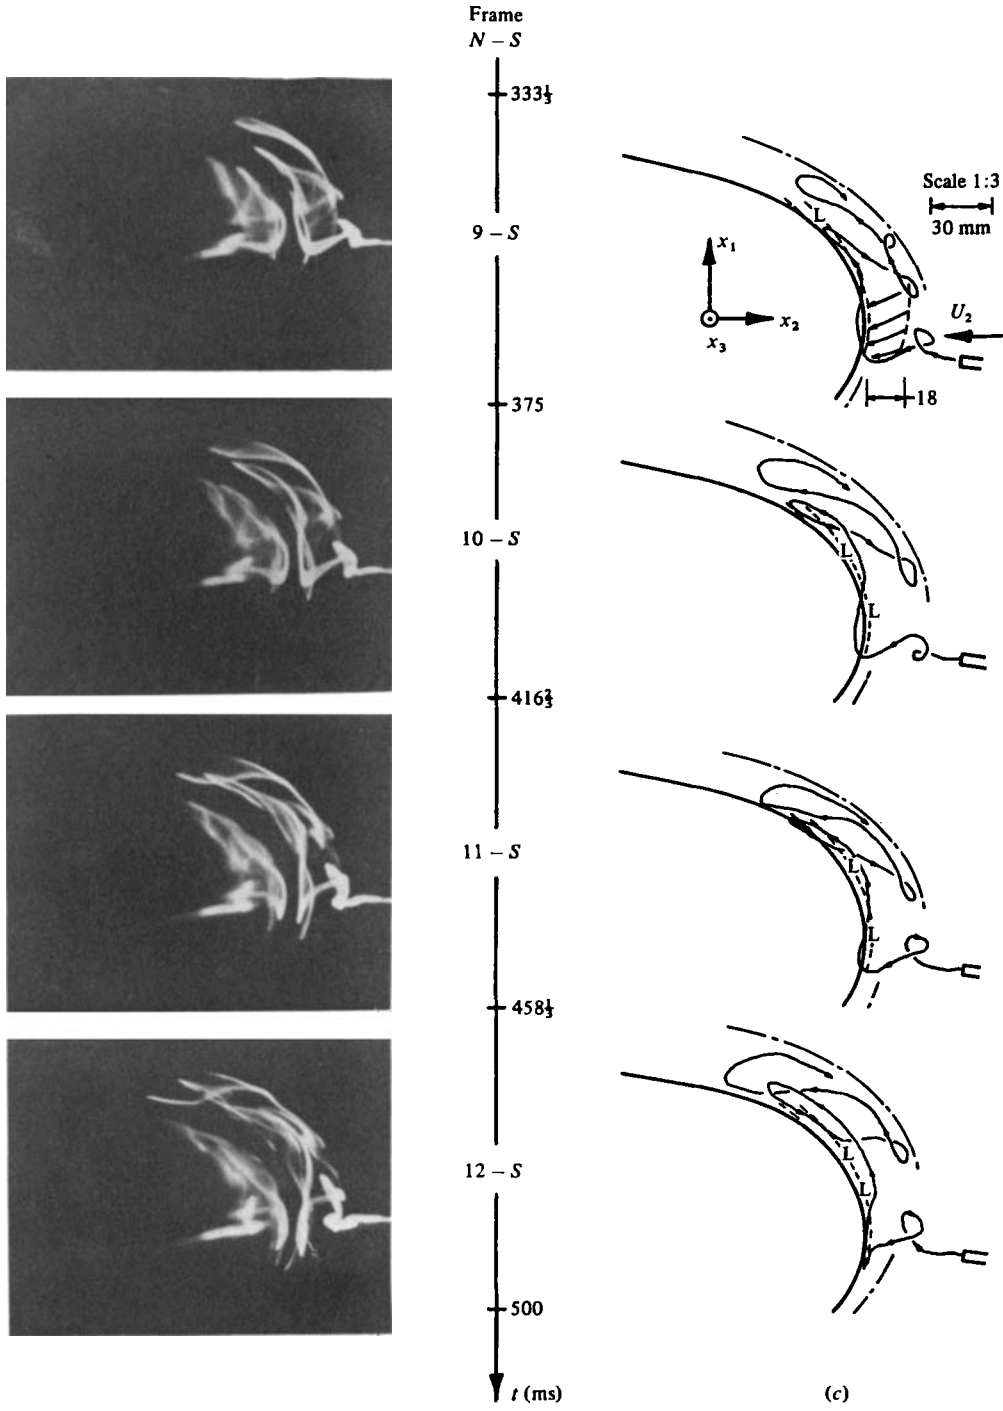 Frame
N – S
333⅓
9 – S
375
10 – S
416⅔
11 – S
458⅓
12 – S
500
t (ms)
L
Scale 1:3
30 mm
x₁
x₂
x₃
U₂
18
L
L
L
L
L
L
(c)